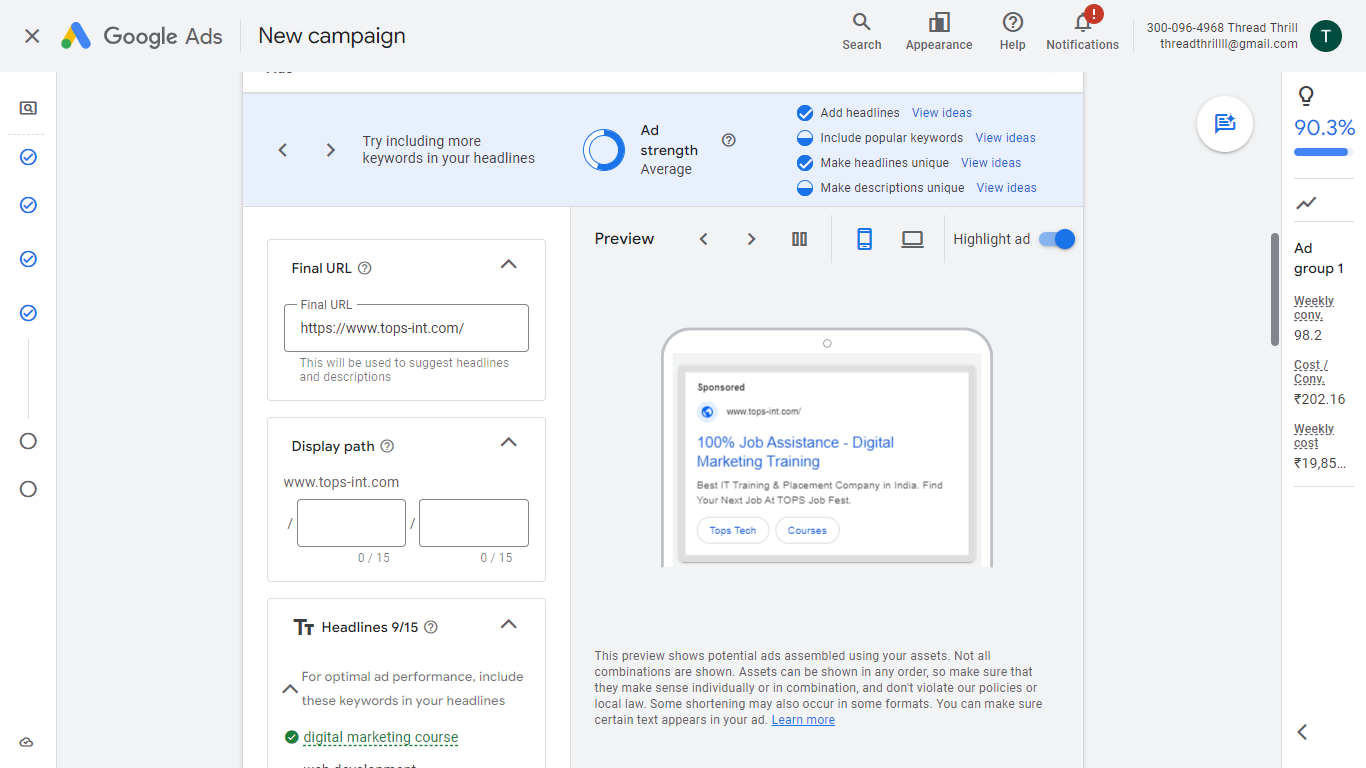 Google Ads
New campaign
Search
Appearance
Help
!
Notifications
300-096-4968 Thread Thrill
threadthrillll@gmail.com
T
Try including more
keywords in your headlines
Ad
strength
Average
Add headlines View ideas
Include popular keywords View ideas
Make headlines unique View ideas
Make descriptions unique View ideas
90.3%
Ad
group 1
Weekly
conv.
98.2
Cost /
Conv.
₹202.16
Weekly
cost
₹19,85...
Final URL
Final URL
https://www.tops-int.com/
This will be used to suggest headlines
and descriptions
Display path
www.tops-int.com
/ /
0 / 15 0 / 15
Headlines 9/15
For optimal ad performance, include
these keywords in your headlines
digital marketing course
Preview
Highlight ad
Sponsored
www.tops-int.com/
100% Job Assistance - Digital
Marketing Training
Best IT Training & Placement Company in India. Find
Your Next Job At TOPS Job Fest.
Tops Tech Courses
This preview shows potential ads assembled using your assets. Not all
combinations are shown. Assets can be shown in any order, so make sure that
they make sense individually or in combination, and don't violate our policies or
local law. Some shortening may also occur in some formats. You can make sure
certain text appears in your ad. Learn more